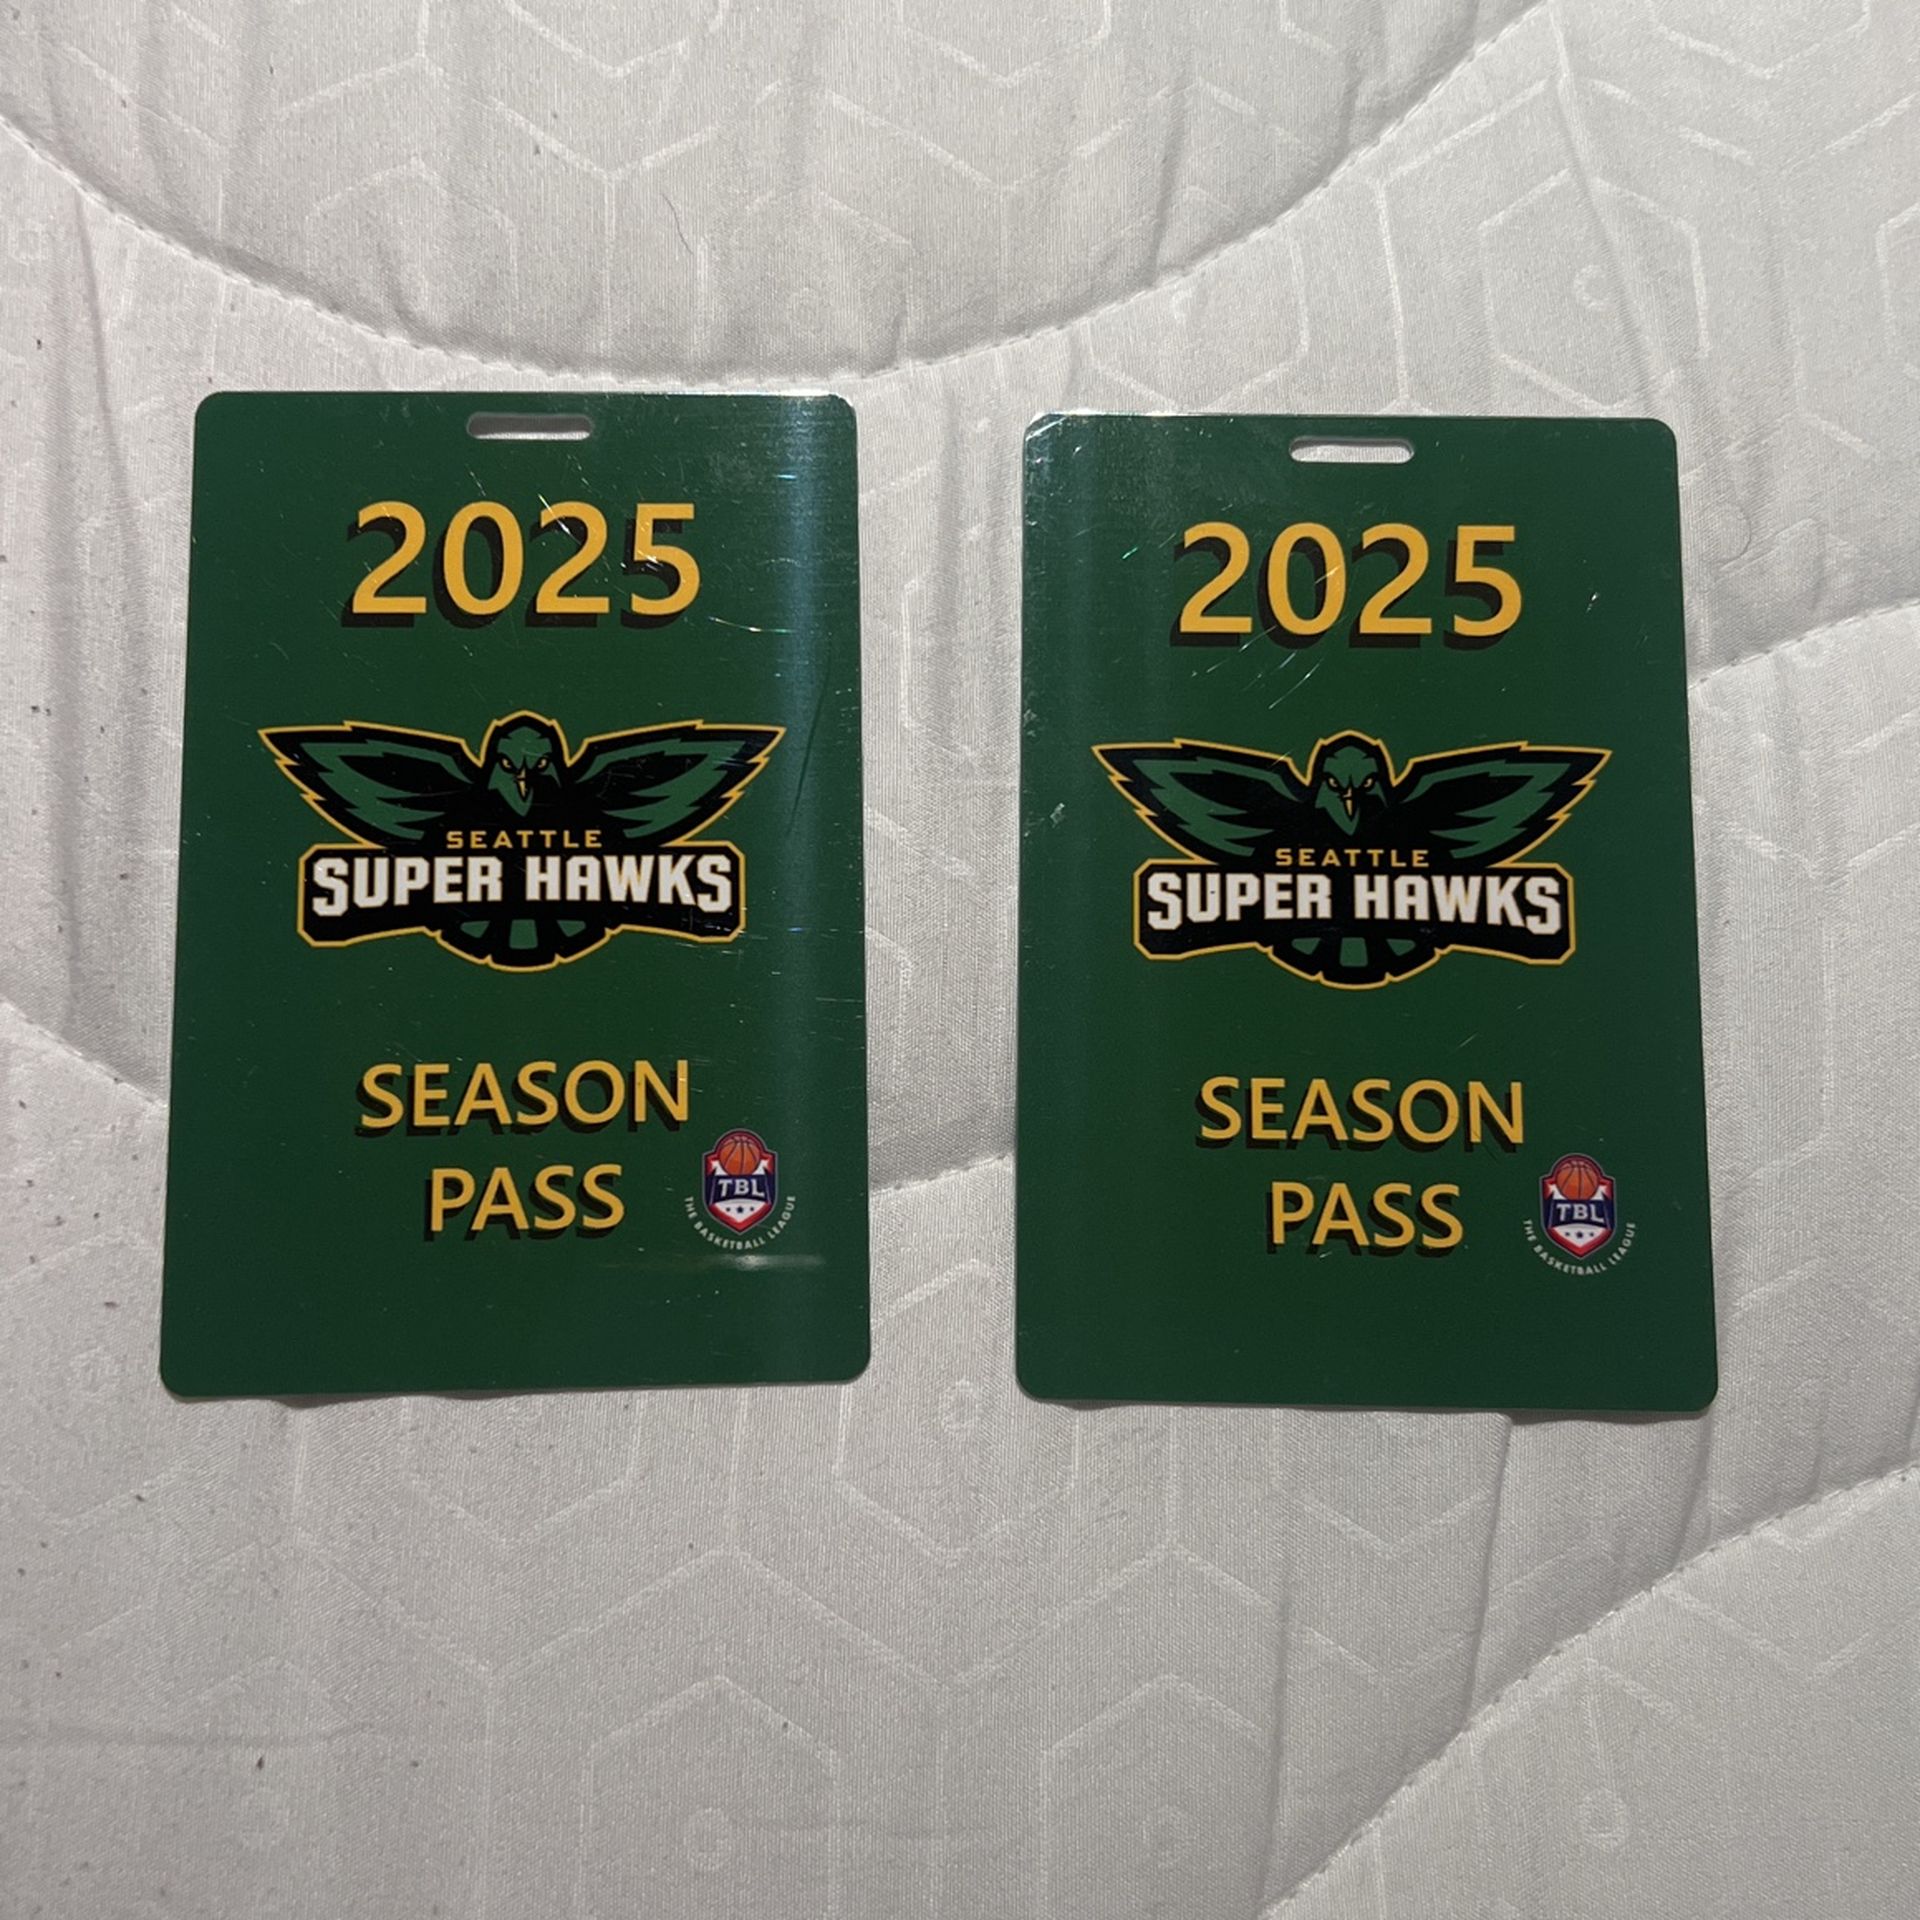 2025
SEATTLE
SUPER HAWKS
SEASON
PASS
TBL
THE BASKETBALL LEAGUE
2025
SEATTLE
SUPER HAWKS
SEASON
PASS
TBL
THE BASKETBALL LEAGUE